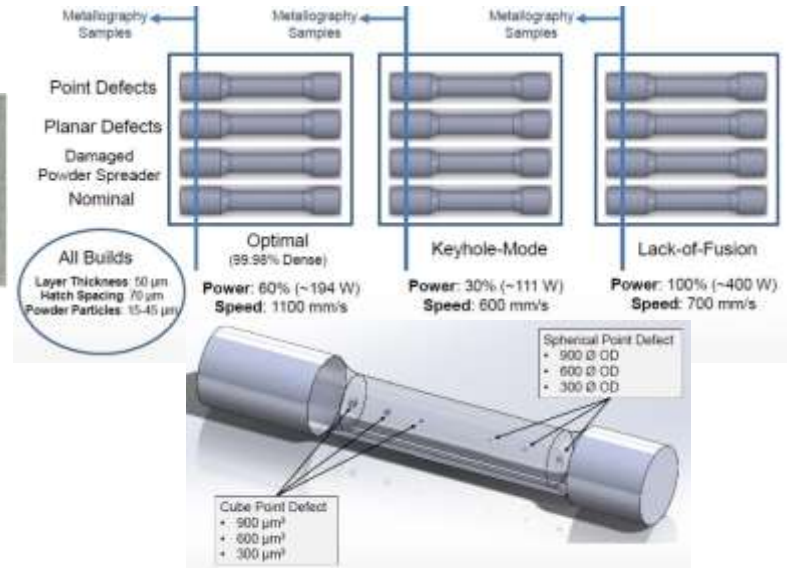 Metallography
Samples
Metallography
Samples
Metallography
Samples
Point Defects
Planar Defects
Damaged
Powder Spreader
Nominal
All Builds
Layer Thickness: 50 µm
Hatch Spacing: 70 µm
Powder Particles: 15-45 µm
Optimal
(99.98% Dense)
Power: 60% (~194 W)
Speed: 1100 mm/s
Keyhole-Mode
Power: 30% (~111 W)
Speed: 600 mm/s
Lack-of-Fusion
Power: 100% (~400 W)
Speed: 700 mm/s
Spherical Point Defect
• 900 Ø OD
• 600 Ø OD
• 300 Ø OD
Cube Point Defect
• 900 µm³
• 600 µm³
• 300 µm³